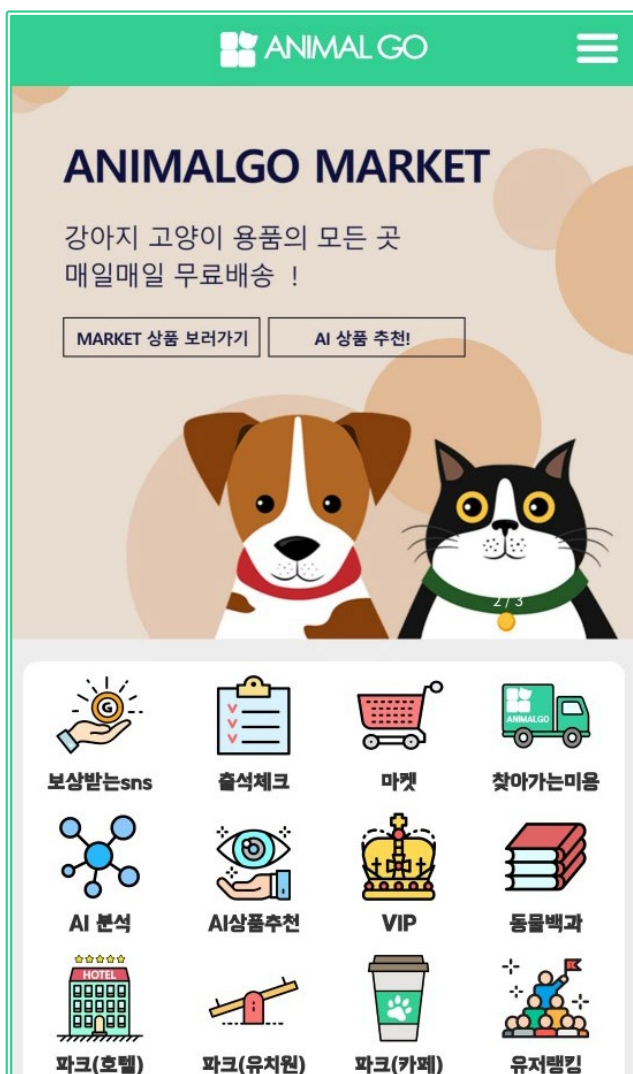 ANIMAL GO
ANIMALGO MARKET
강아지 고양이 용품의 모든 곳
매일매일 무료배송 !
MARKET 상품 보러가기
AI 상품 추천!
2 / 3
G
ANIMALGO
보상받는sns
출석체크
마켓
찾아가는미용
AI 분석
AI상품추천
VIP
동물백과
HOTEL
파크(호텔)
파크(유치원)
파크(카페)
유저랭킹